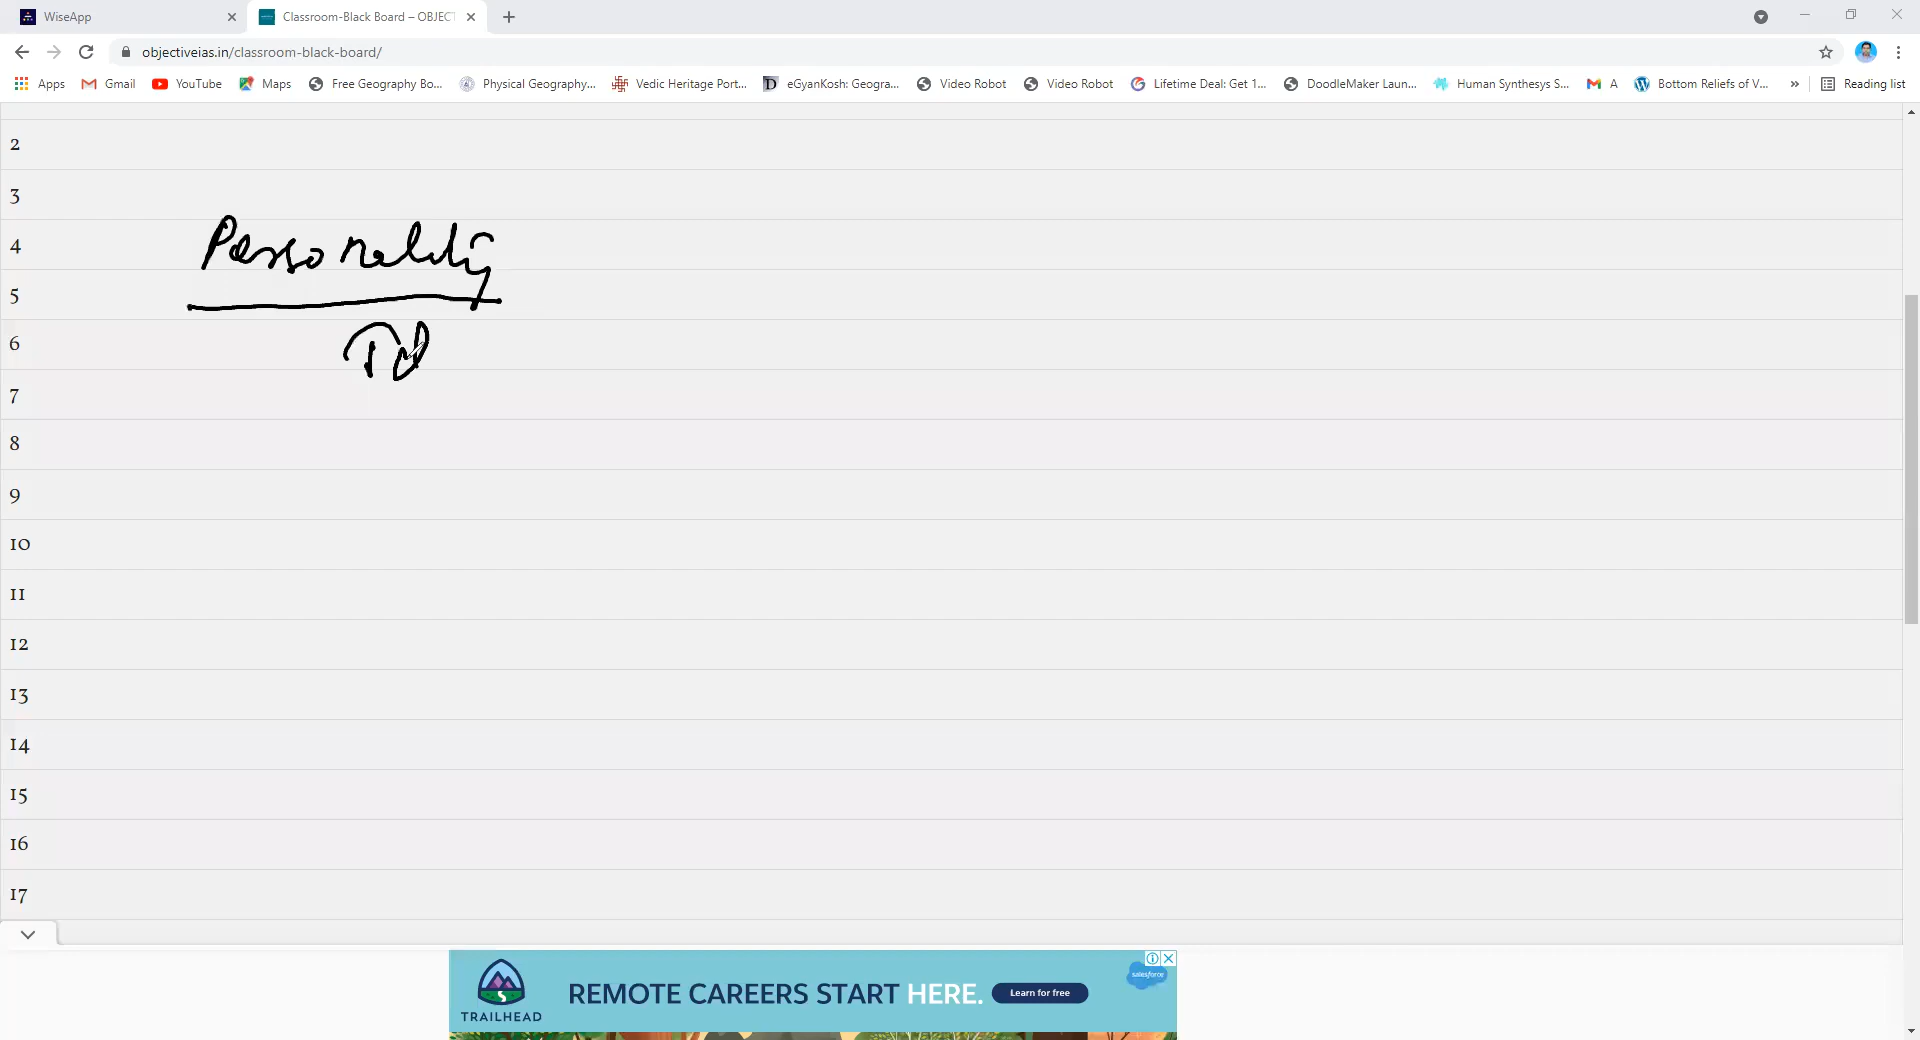 WiseApp
Classroom-Black Board – OBJECT
objectiveias.in/classroom-black-board/
Apps Gmail YouTube Maps Free Geography Bo... Physical Geography... Vedic Heritage Port... eGyanKosh: Geogra... Video Robot Video Robot Lifetime Deal: Get 1... DoodleMaker Laun... Human Synthesys S... A Bottom Reliefs of V... » Reading list
2
3
4
Personality
5
6
7
8
9
10
11
12
13
14
15
16
17
TRAILHEAD
REMOTE CAREERS START HERE.
Learn for free
salesforce